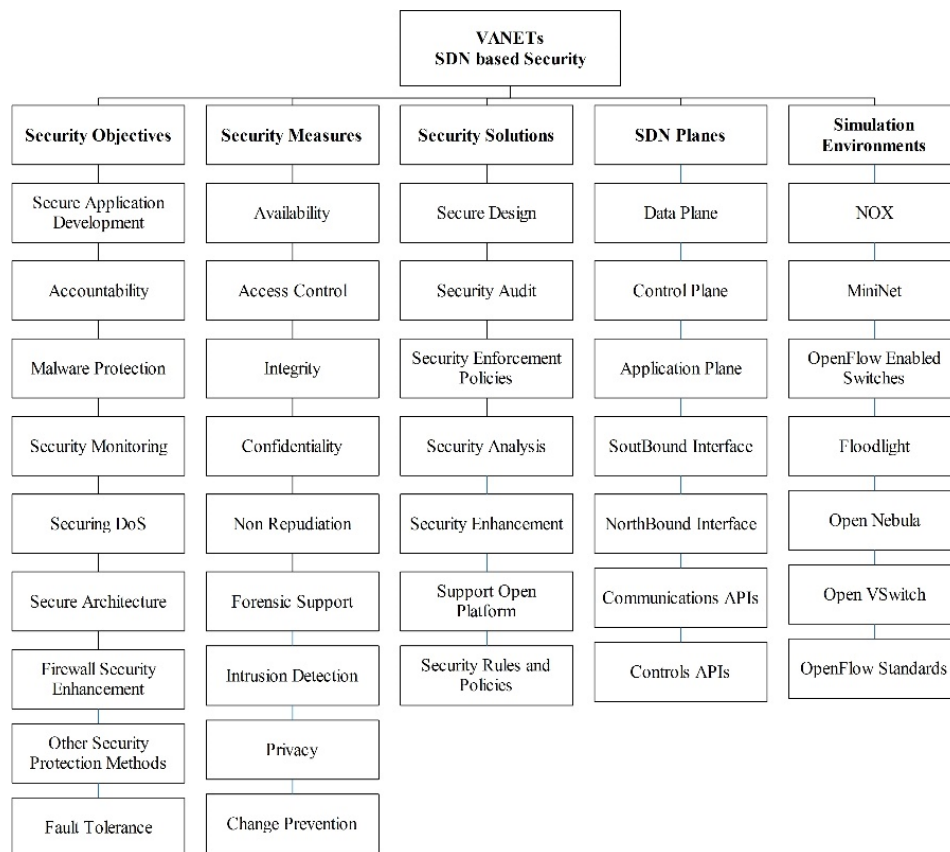 VANETs
SDN based Security
Security Objectives
Secure Application
Development
Accountability
Malware Protection
Security Monitoring
Securing DoS
Secure Architecture
Firewall Security
Enhancement
Other Security
Protection Methods
Fault Tolerance
Security Measures
Availability
Access Control
Integrity
Confidentiality
Non Repudiation
Forensic Support
Intrusion Detection
Privacy
Change Prevention
Security Solutions
Secure Design
Security Audit
Security Enforcement
Policies
Security Analysis
Security Enhancement
Support Open
Platform
Security Rules and
Policies
SDN Planes
Data Plane
Control Plane
Application Plane
SoutBound Interface
NorthBound Interface
Communications APIs
Controls APIs
Simulation
Environments
NOX
MiniNet
OpenFlow Enabled
Switches
Floodlight
Open Nebula
Open VSwitch
OpenFlow Standards